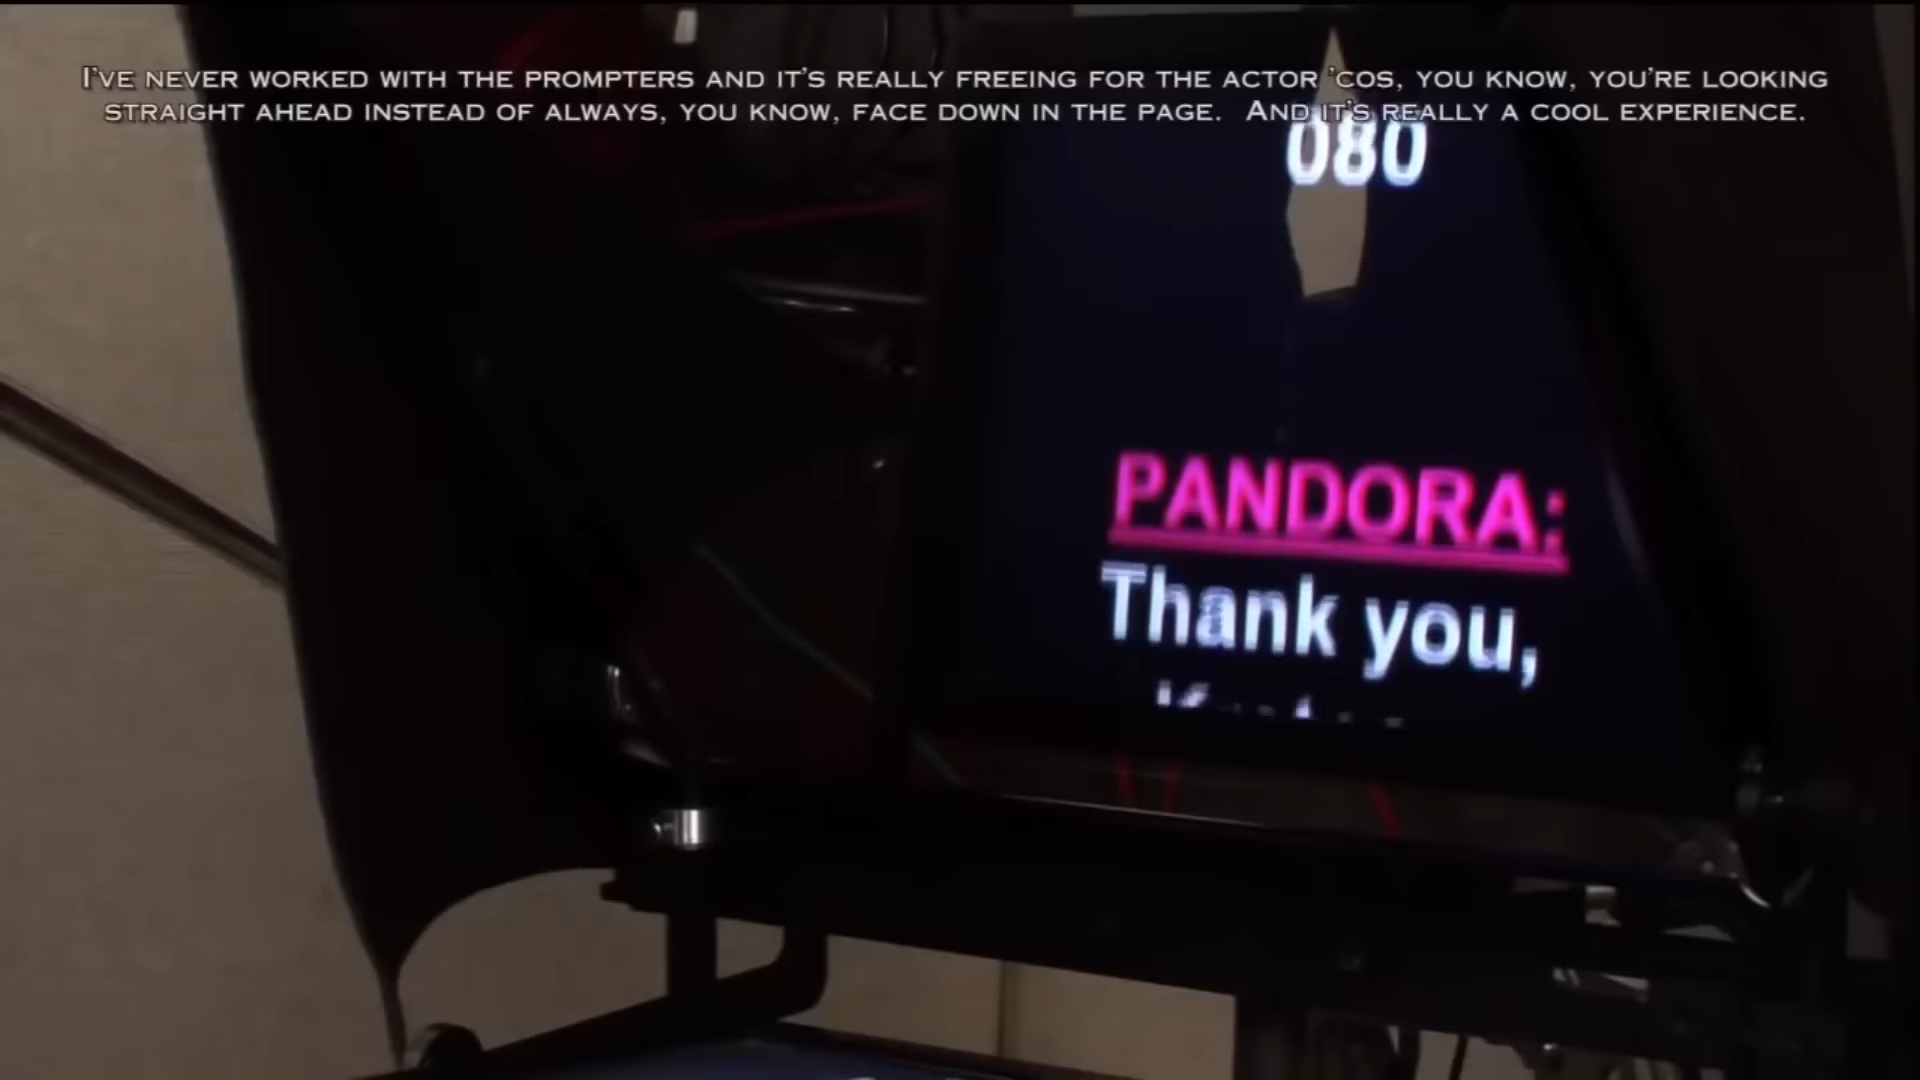 I've never worked with the prompters and it's really freeing for the actor 'cos, you know, you're looking
straight ahead instead of always, you know, face down in the page.  And it's really a cool experience.
080
PANDORA:
Thank you,